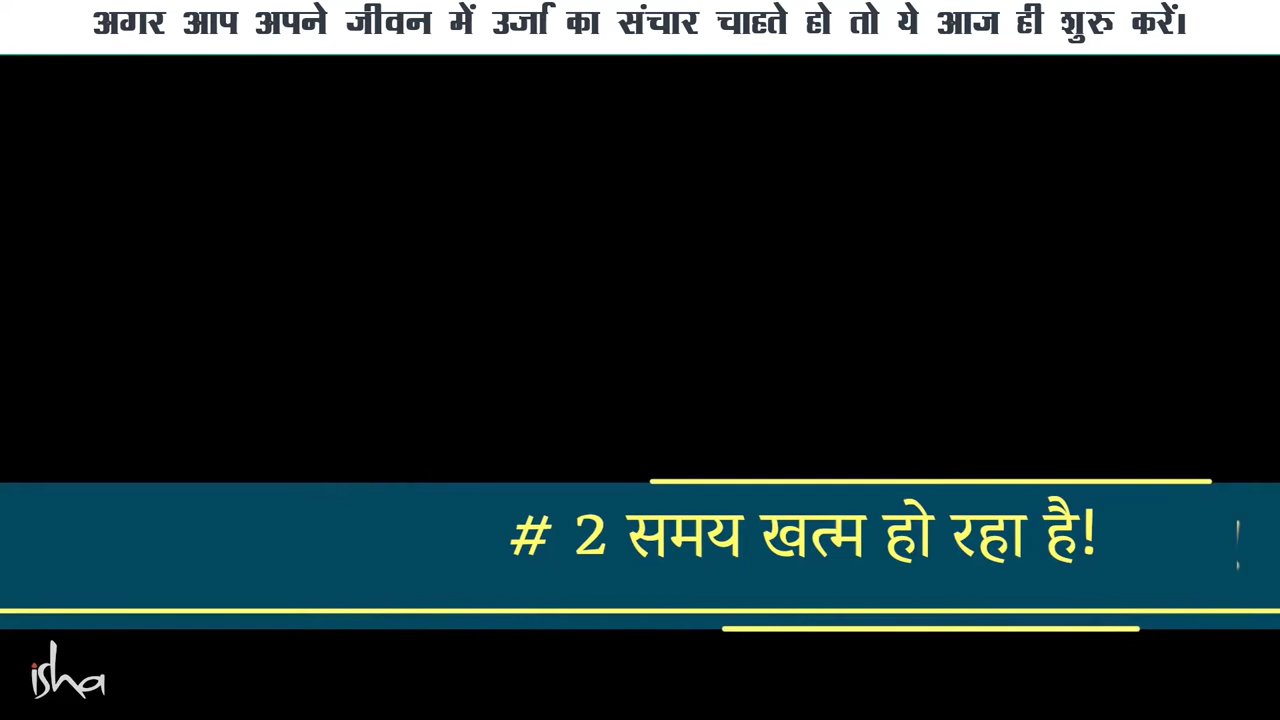 अगर आप अपने जीवन में उर्जा का संचार चाहते हो तो ये आज ही शुरु करें।
# 2 समय खत्म हो रहा है!
isha